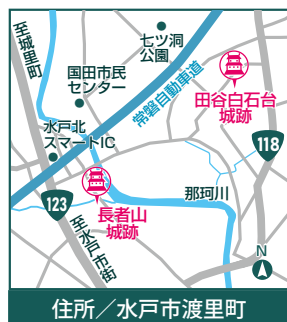 至城里町
七ツ洞
公園
国田市民
センター
常磐自動車道
田谷白石台
城跡
水戸北
スマートIC
118
123
長者山
城跡
那珂川
至水戸市街
N
住所／水戸市渡里町